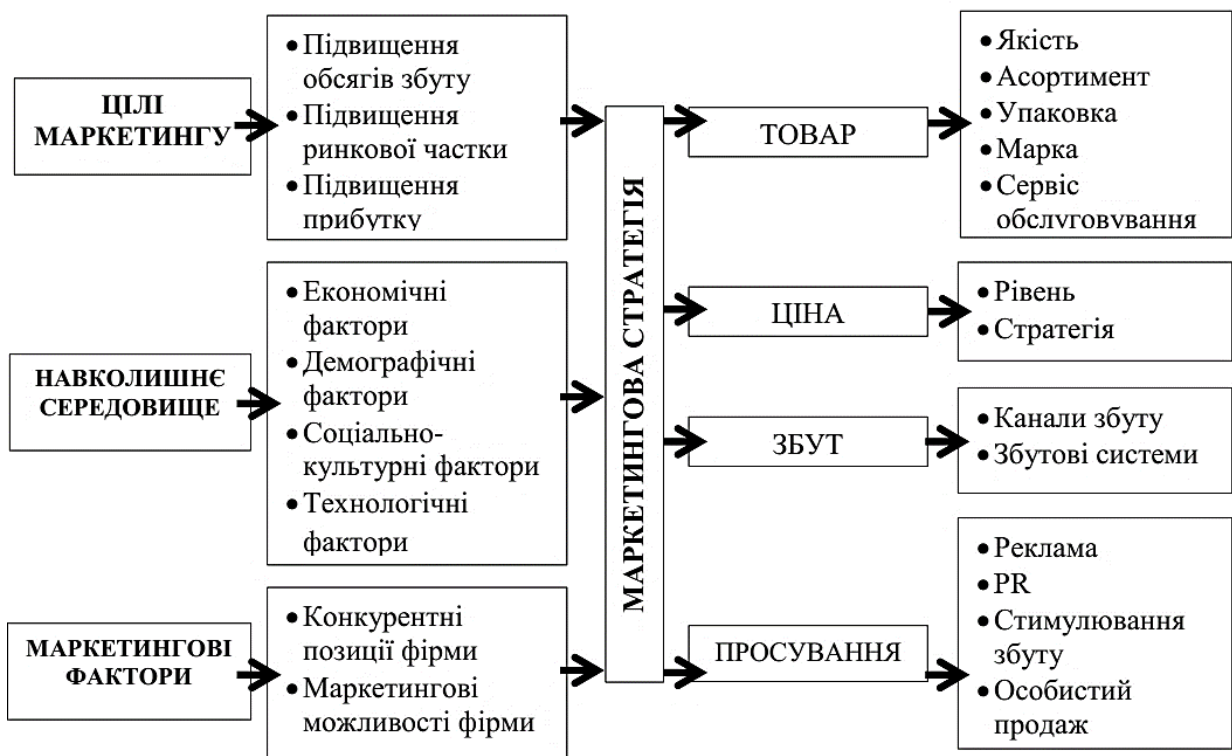 ЦІЛІ
МАРКЕТИНГУ
• Підвищення
обсягів збуту
• Підвищення
ринкової частки
• Підвищення
прибутку
НАВКОЛИШНЄ
СЕРЕДОВИЩЕ
• Економічні
фактори
• Демографічні
фактори
• Соціально-
культурні фактори
• Технологічні
фактори
МАРКЕТИНГОВІ
ФАКТОРИ
• Конкурентні
позиції фірми
• Маркетингові
можливості фірми
МАРКЕТИНГОВА СТРАТЕГІЯ
ТОВАР
• Якість
• Асортимент
• Упаковка
• Марка
• Сервіс
обслуговування
ЦІНА
• Рівень
• Стратегія
ЗБУТ
• Канали збуту
• Збутові системи
ПРОСУВАННЯ
• Реклама
• PR
• Стимулювання
збуту
• Особистий
продаж